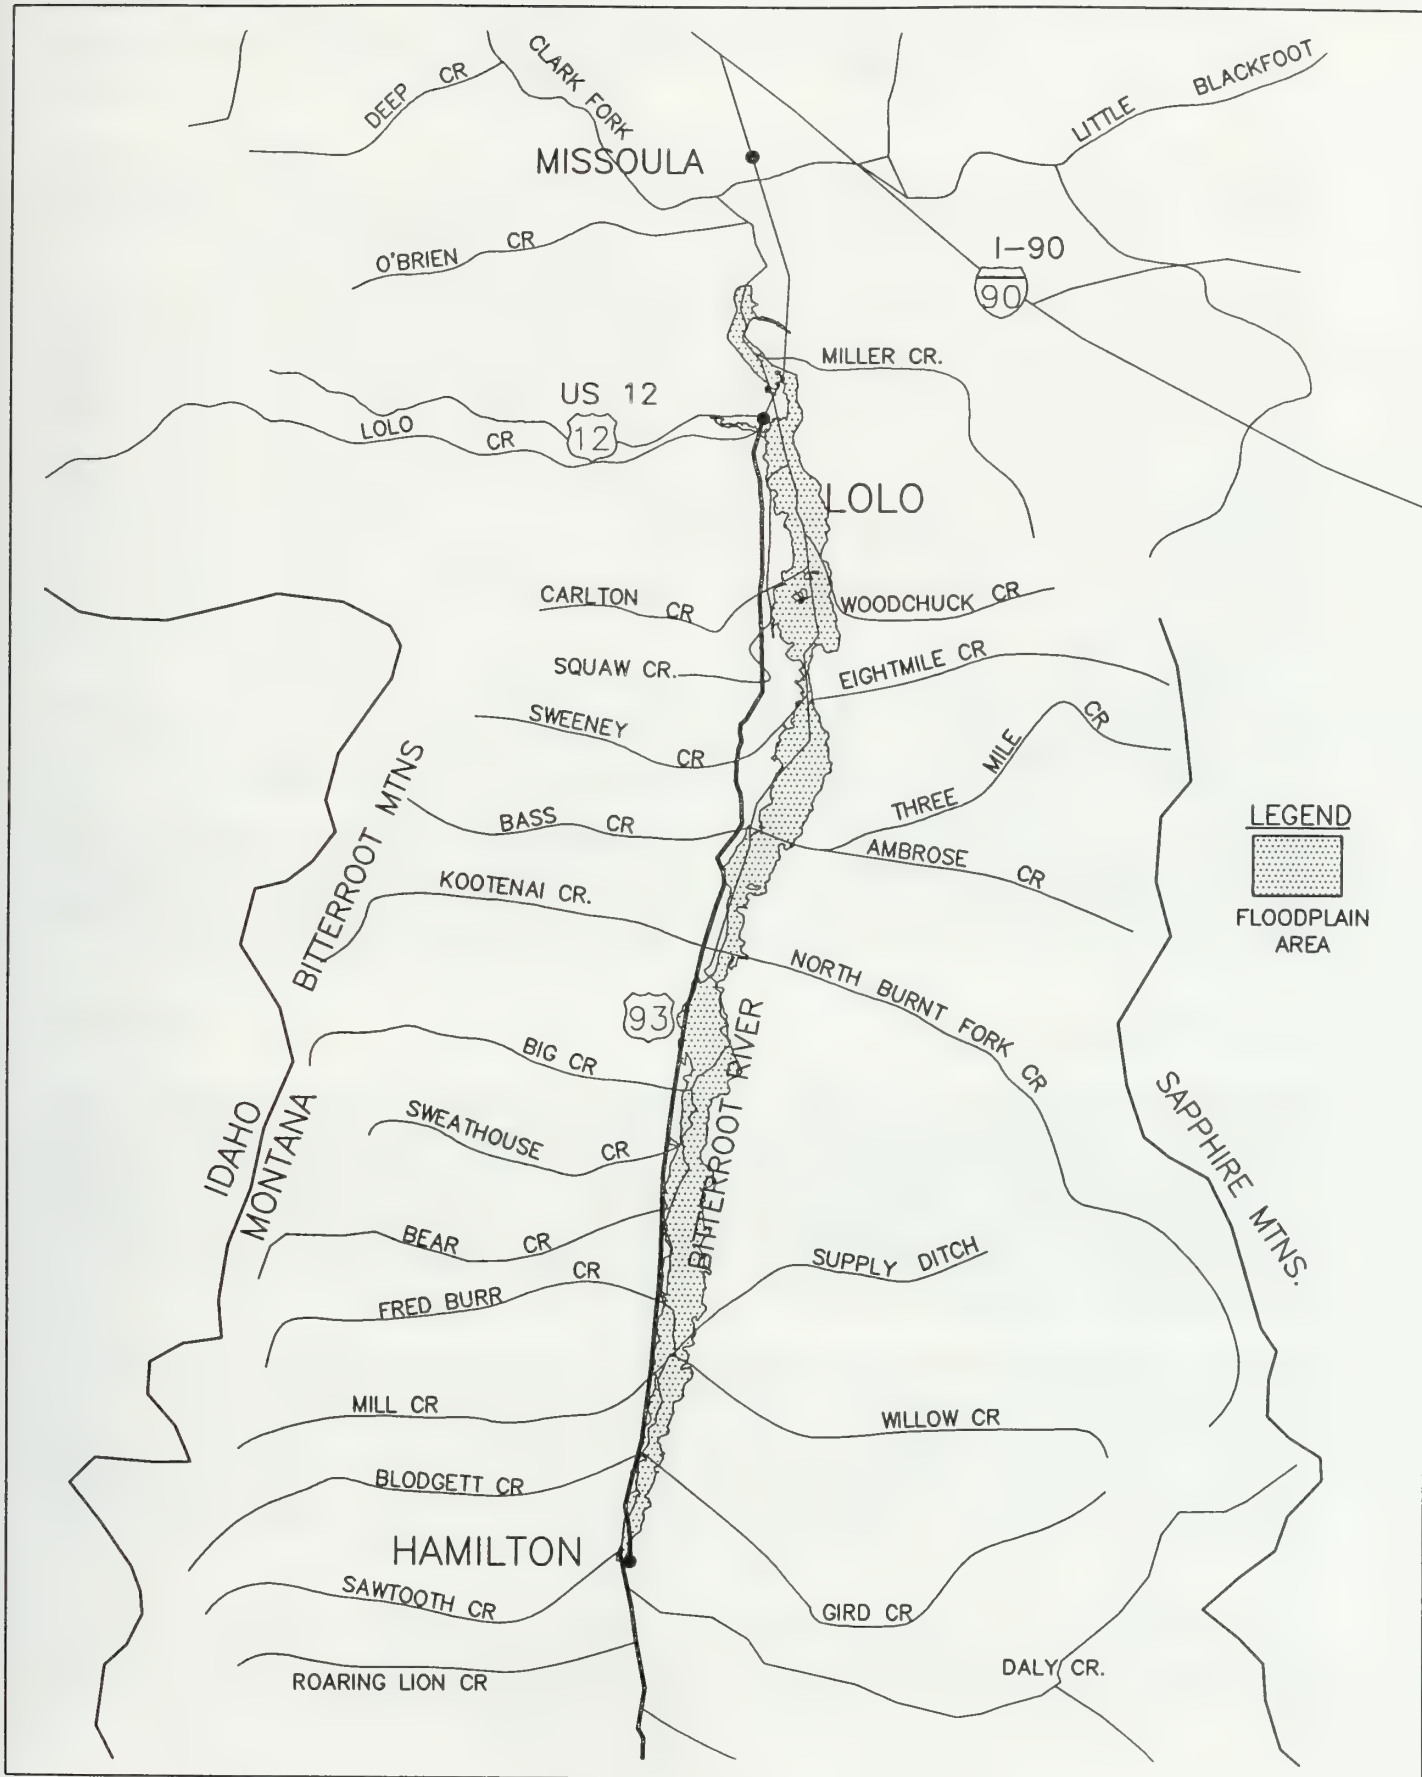 DEEP CR
CLARK FORK
LITTLE BLACKFOOT
MISSOULA
O'BRIEN CR
I-90
90
MILLER CR.
US 12
12
LOLO CR
LOLO
CARLTON CR
WOODCHUCK CR
SQUAW CR.
EIGHTMILE CR
SWEENEY CR
THREE MILE CR
BITTERROOT MTNS
BASS CR
AMBROSE CR
LEGEND
FLOODPLAIN
AREA
KOOTENAI CR.
NORTH BURNT FORK CR
93
BITTERROOT RIVER
BIG CR
IDAHO
MONTANA
SWEATHOUSE CR
SAPPHIRE MTNS.
BEAR CR
SUPPLY DITCH
FRED BURR CR
MILL CR
WILLOW CR
BLODGETT CR
HAMILTON
SAWTOOTH CR
GIRD CR
ROARING LION CR
DALY CR.